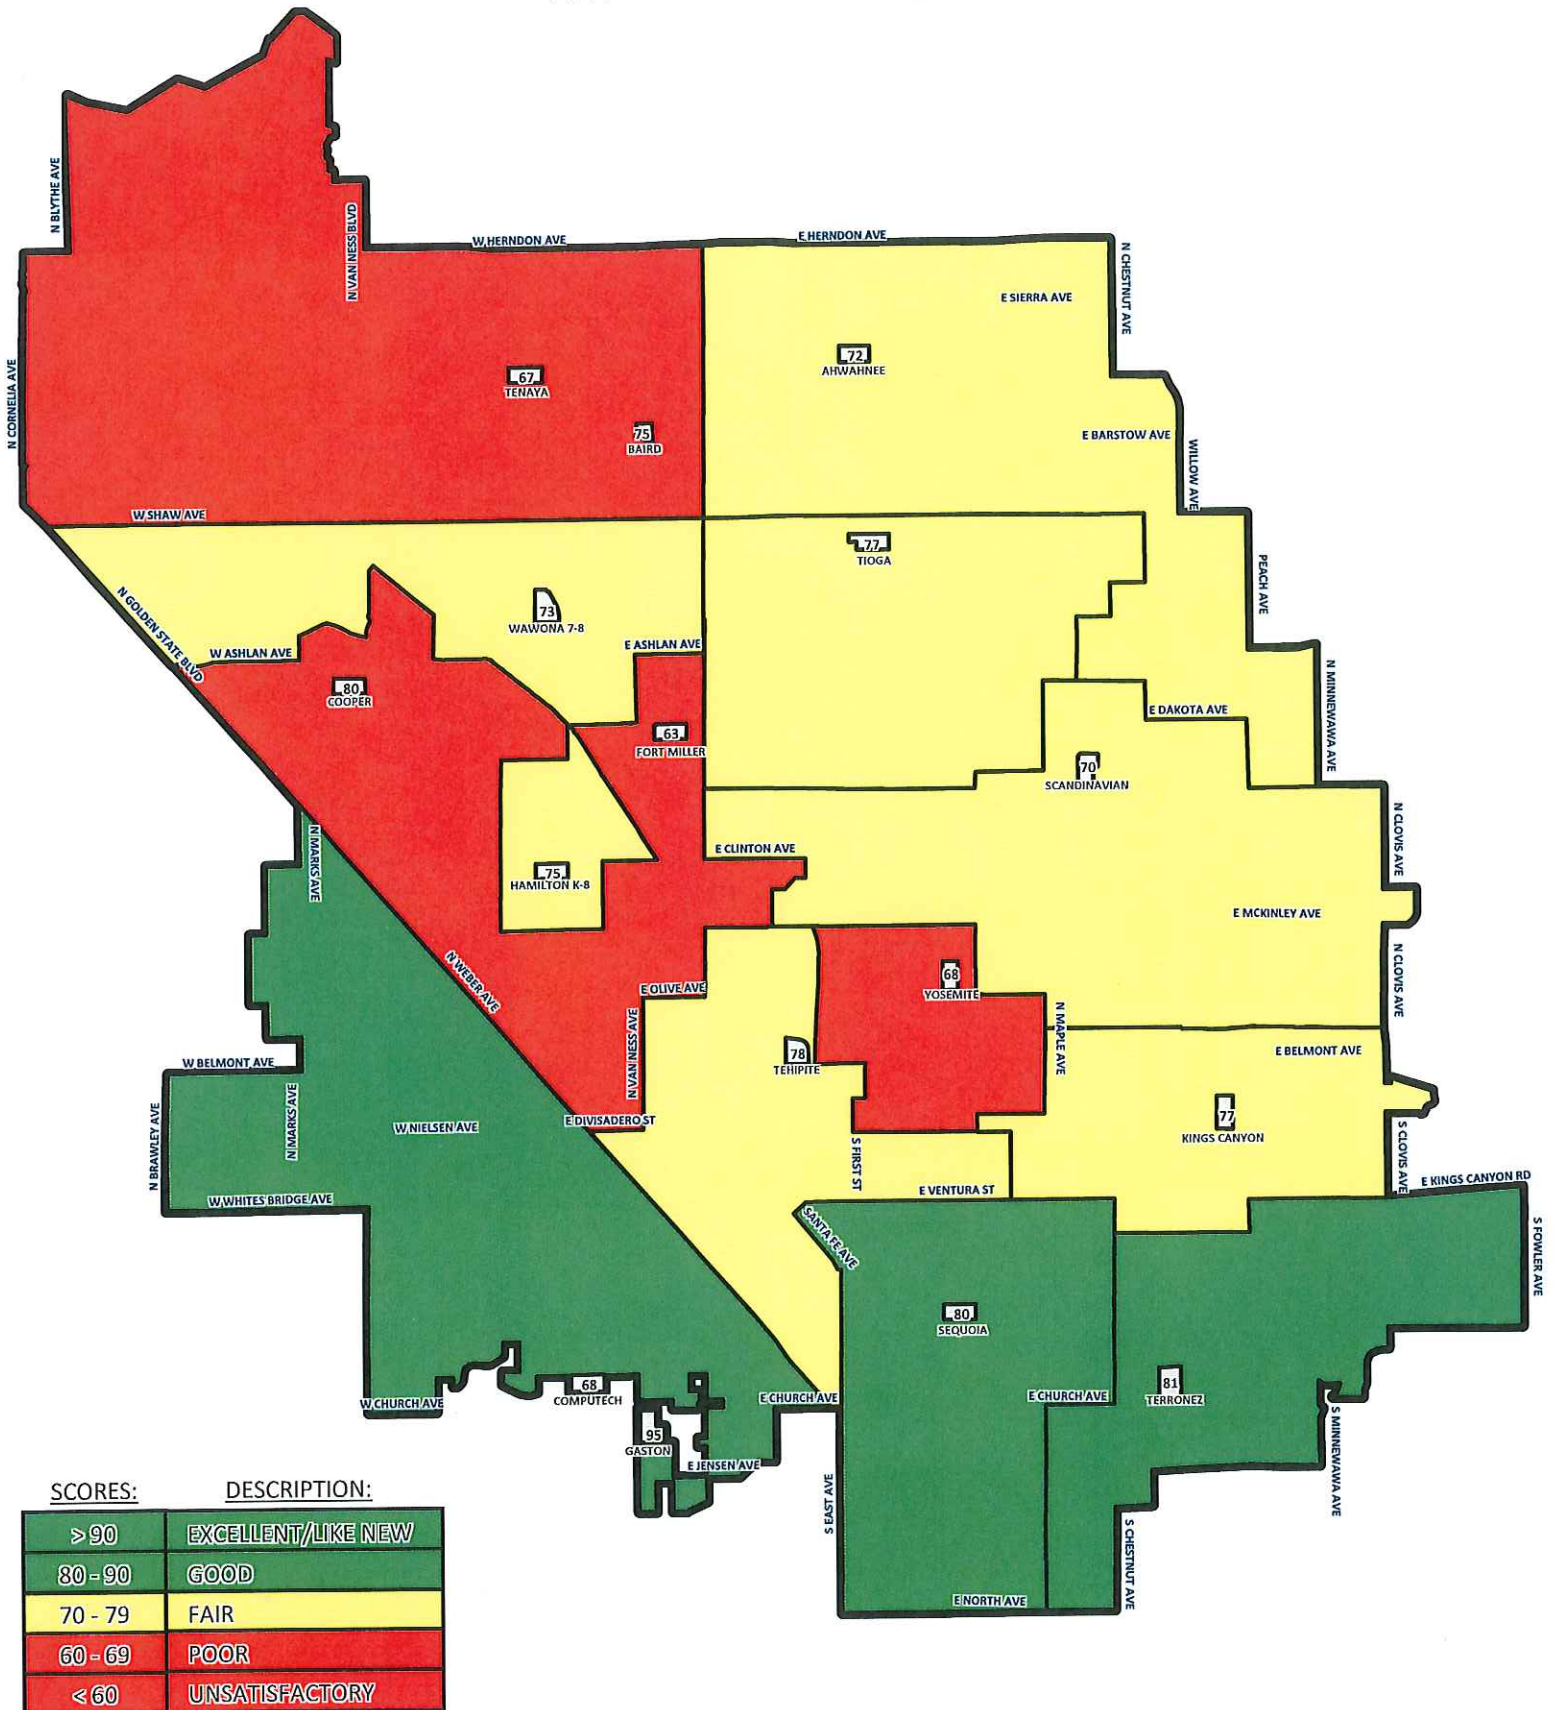 N BLYTHE AVE
N VAN NESS BLVD
W HERNDON AVE
E HERNDON AVE
N CHESTNUT AVE
E SIERRA AVE
N CORNELIA AVE
67
TENAYA
72
AHWAHNEE
75
BAIRD
E BARSTOW AVE
WILLOW AVE
W SHAW AVE
77
TIOGA
PEACH AVE
N GOLDEN STATE BLVD
73
WAWONA 7-8
W ASHLAN AVE
E ASHLAN AVE
80
COOPER
N MINNEWAWA AVE
E DAKOTA AVE
63
FORT MILLER
70
SCANDINAVIAN
N MARKS AVE
E CLINTON AVE
N CLOVIS AVE
75
HAMILTON K-8
E MCKINLEY AVE
N WEBER AVE
68
YOSEMITE
E OLIVE AVE
N CLOVIS AVE
N VAN NESS AVE
N MAPLE AVE
78
TEHIPITE
E BELMONT AVE
W BELMONT AVE
N BRAWLEY AVE
N MARKS AVE
W NIELSEN AVE
E DIVISADERO ST
77
KINGS CANYON
S FIRST ST
S CLOVIS AVE
E KINGS CANYON RD
W WHITES BRIDGE AVE
E VENTURA ST
SANTA FE AVE
S FOWLER AVE
80
SEQUOIA
68
COMPUTECH
W CHURCH AVE
E CHURCH AVE
E CHURCH AVE
81
TERRONEZ
95
GASTON
E JENSEN AVE
S MINNEWAWA AVE
S EAST AVE
S CHESTNUT AVE
E NORTH AVE
SCORES: DESCRIPTION:
> 90 EXCELLENT/LIKE NEW
80 - 90 GOOD
70 - 79 FAIR
60 - 69 POOR
< 60 UNSATISFACTORY